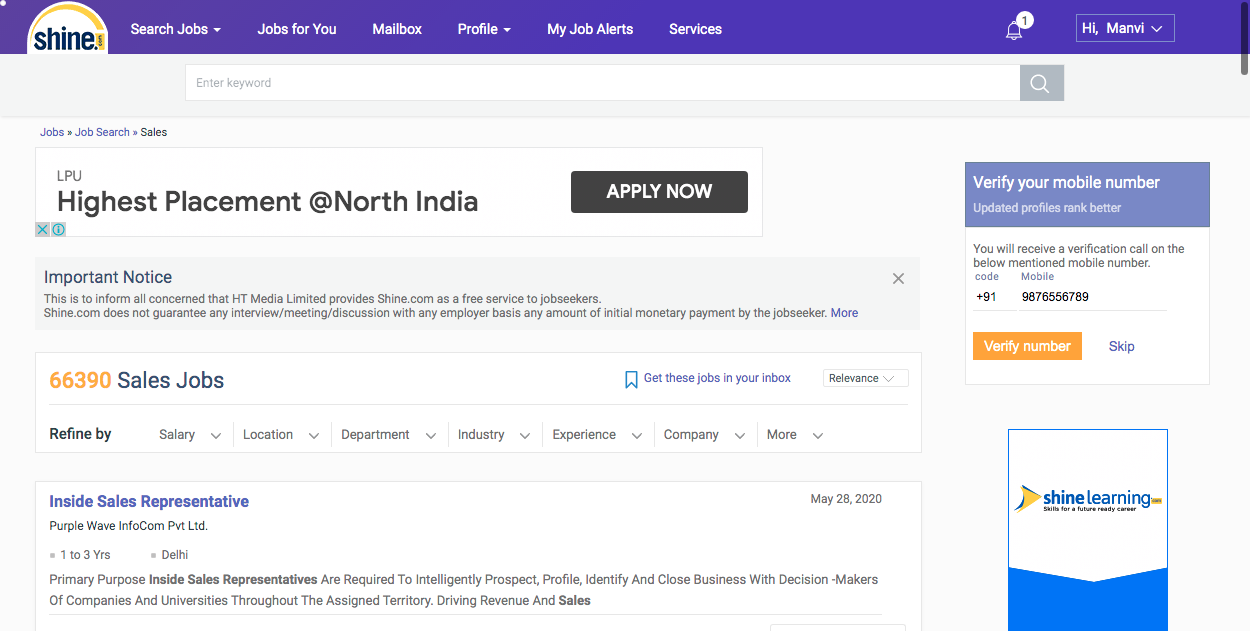 shine.com
Search Jobs
Jobs for You
Mailbox
Profile
My Job Alerts
Services
1
Hi, Manvi
Enter keyword
Jobs » Job Search » Sales
LPU
Highest Placement @North India
APPLY NOW
Important Notice
This is to inform all concerned that HT Media Limited provides Shine.com as a free service to jobseekers.
Shine.com does not guarantee any interview/meeting/discussion with any employer basis any amount of initial monetary payment by the jobseeker. More
66390 Sales Jobs
Get these jobs in your inbox
Relevance
Refine by
Salary
Location
Department
Industry
Experience
Company
More
Inside Sales Representative
May 28, 2020
Purple Wave InfoCom Pvt Ltd.
1 to 3 Yrs
Delhi
Primary Purpose Inside Sales Representatives Are Required To Intelligently Prospect, Profile, Identify And Close Business With Decision -Makers
Of Companies And Universities Throughout The Assigned Territory. Driving Revenue And Sales
Verify your mobile number
Updated profiles rank better
You will receive a verification call on the
below mentioned mobile number.
code Mobile
+91 9876556789
Verify number
Skip
shine learning.com
Skills for a future ready career